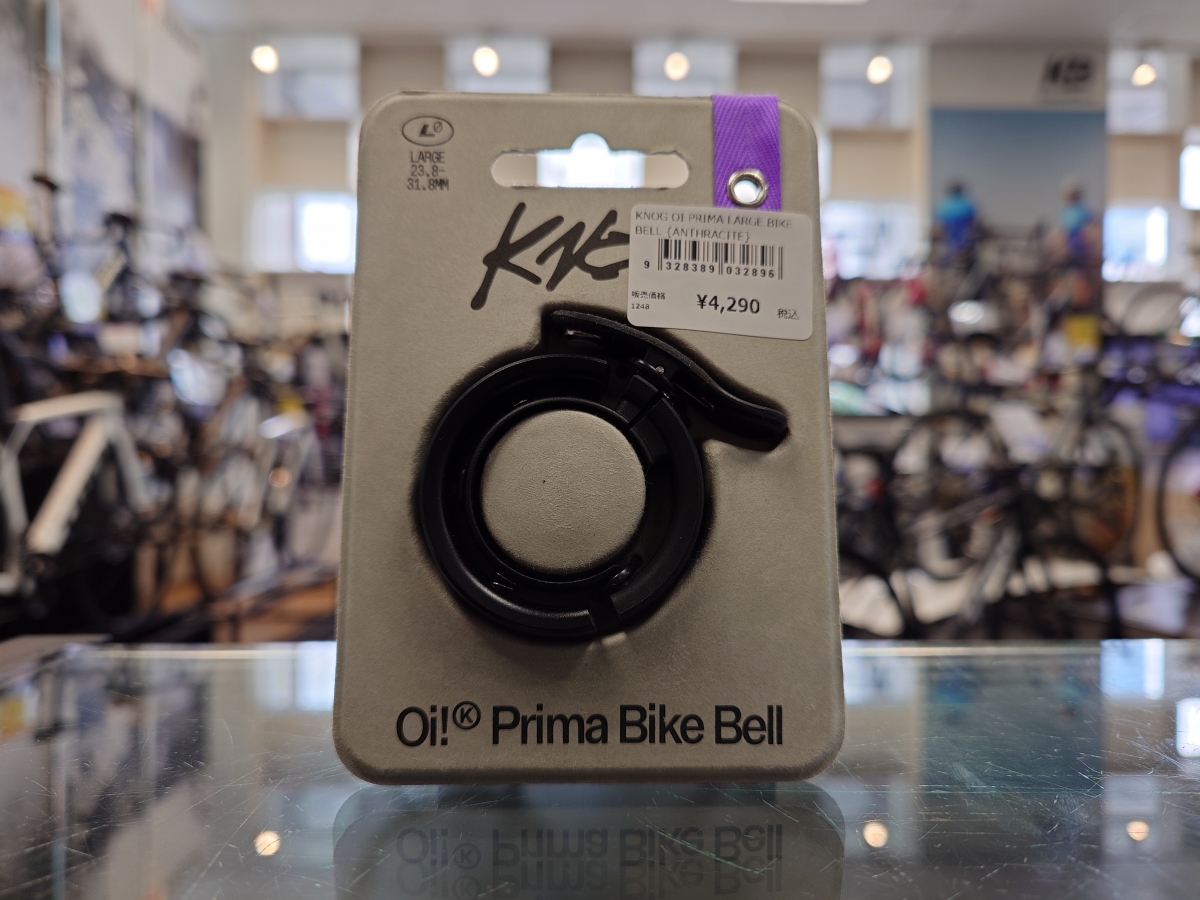 L
LARGE
23.8-
31.8MM
KNOG OI PRIMA LARGE BIKE
BELL {ANTHRACITE}
9 328389 032896
販売価格
1248
¥4,290 税込
Oi!Ⓚ Prima Bike Bell